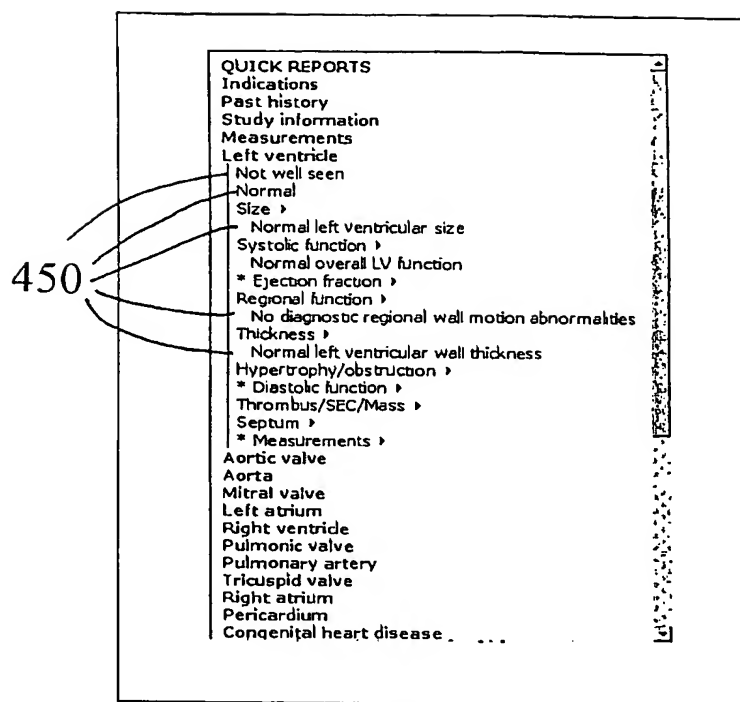 QUICK REPORTS
Indications
Past history
Study information
Measurements
Left ventricle
Not well seen
Normal
Size ▸
Normal left ventricular size
Systolic function ▸
Normal overall LV function
* Ejection fraction ▸
Regional function ▸
No diagnostic regional wall motion abnormalities
Thickness ▸
Normal left ventricular wall thickness
Hypertrophy/obstruction ▸
* Diastolic function ▸
Thrombus/SEC/Mass ▸
Septum ▸
* Measurements ▸
Aortic valve
Aorta
Mitral valve
Left atrium
Right ventricle
Pulmonic valve
Pulmonary artery
Tricuspid valve
Right atrium
Pericardium
Congenital heart disease
450